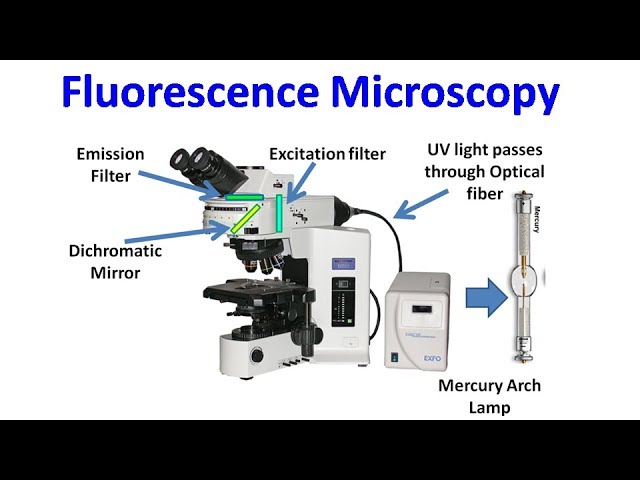 Fluorescence Microscopy
Emission
Filter
Excitation filter
UV light passes
through Optical
fiber
Mercury
Dichromatic
Mirror
EXFO
Mercury Arch
Lamp